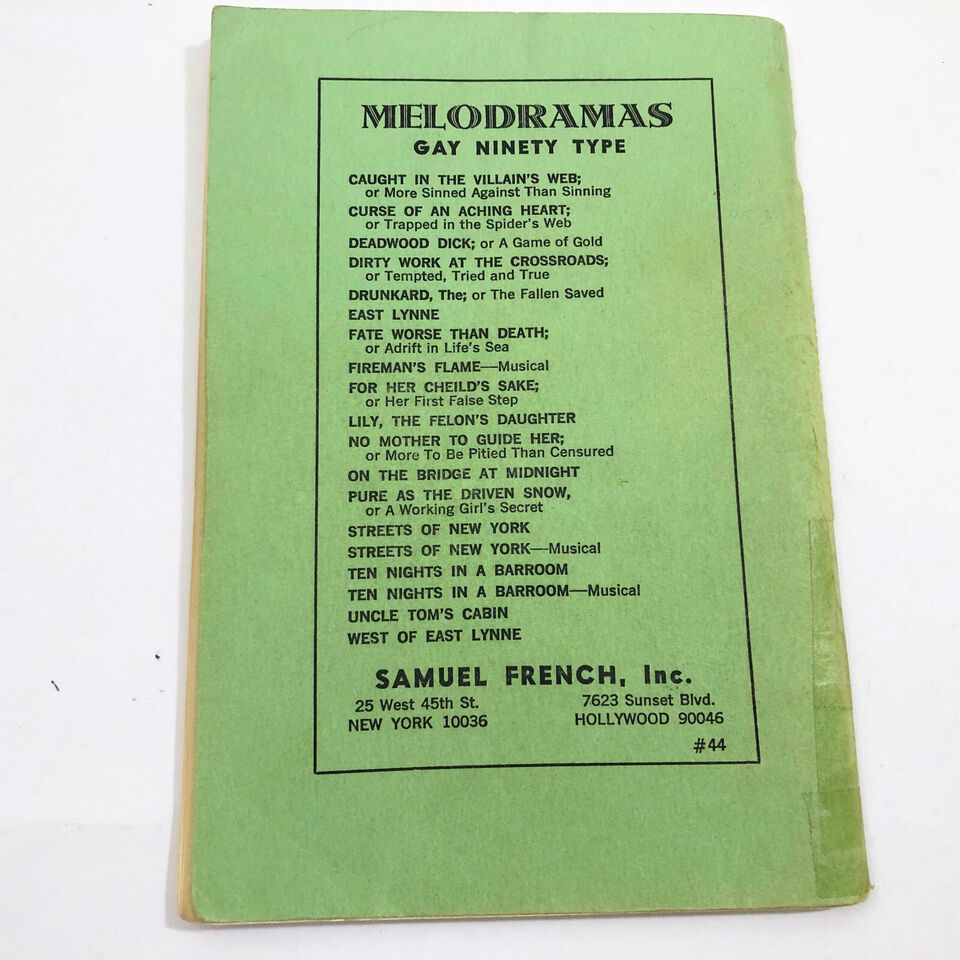 MELODRAMAS
GAY NINETY TYPE
CAUGHT IN THE VILLAIN'S WEB;
or More Sinned Against Than Sinning
CURSE OF AN ACHING HEART;
or Trapped in the Spider's Web
DEADWOOD DICK; or A Game of Gold
DIRTY WORK AT THE CROSSROADS;
or Tempted, Tried and True
DRUNKARD, The; or The Fallen Saved
EAST LYNNE
FATE WORSE THAN DEATH;
or Adrift in Life's Sea
FIREMAN'S FLAME—Musical
FOR HER CHEILD'S SAKE;
or Her First False Step
LILY, THE FELON'S DAUGHTER
NO MOTHER TO GUIDE HER;
or More To Be Pitied Than Censured
ON THE BRIDGE AT MIDNIGHT
PURE AS THE DRIVEN SNOW,
or A Working Girl's Secret
STREETS OF NEW YORK
STREETS OF NEW YORK—Musical
TEN NIGHTS IN A BARROOM
TEN NIGHTS IN A BARROOM—Musical
UNCLE TOM'S CABIN
WEST OF EAST LYNNE
SAMUEL FRENCH, Inc.
25 West 45th St. 7623 Sunset Blvd.
NEW YORK 10036 HOLLYWOOD 90046
#44